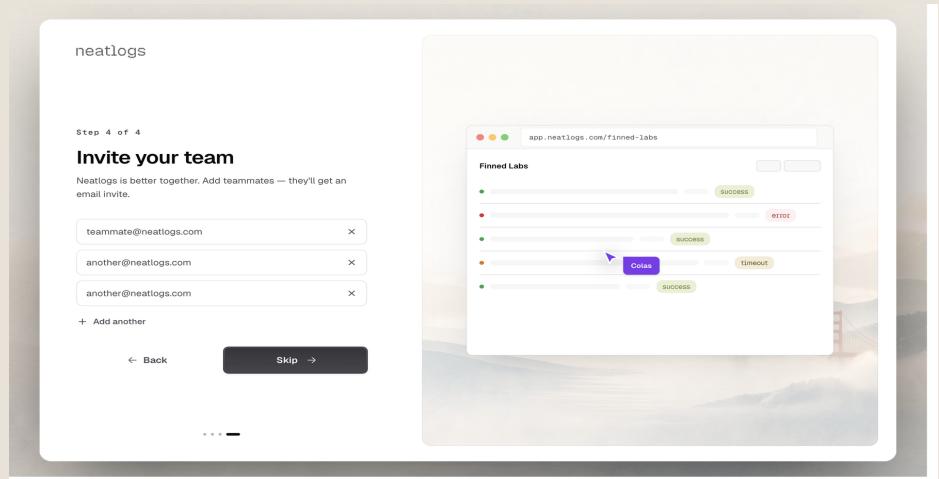 neatlogs
Step 4 of 4
Invite your team
Neatlogs is better together. Add teammates — they'll get an
email invite.
teammate@neatlogs.com
another@neatlogs.com
another@neatlogs.com
Add another
Back
Skip
app.neatlogs.com/finned-labs
Finned Labs
success
error
success
timeout
Colas
success